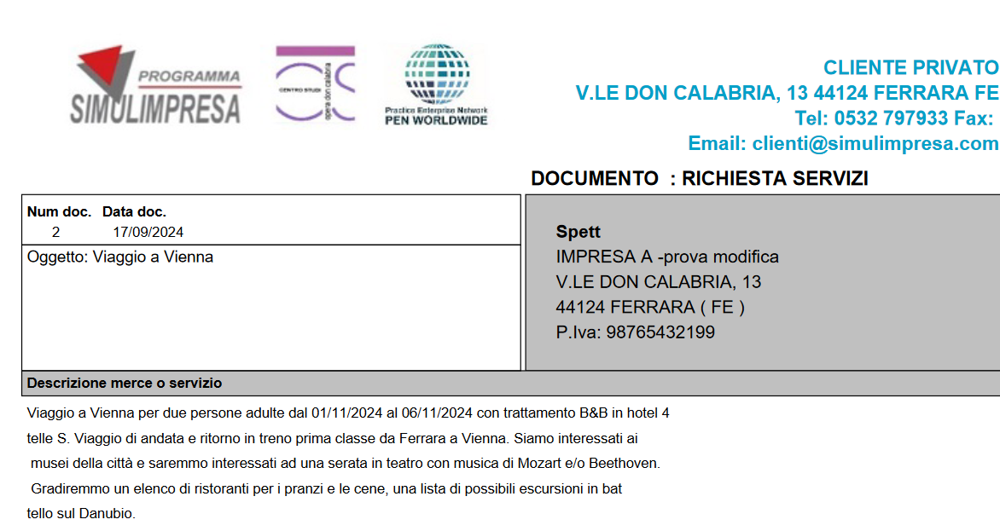 PROGRAMMA
SIMULIMPRESA
CENTRO STUDI
opera don calabria
Practice Enterprise Network
PEN WORLDWIDE
CLIENTE PRIVATO
V.LE DON CALABRIA, 13 44124 FERRARA FE
Tel: 0532 797933 Fax:
Email: clienti@simulimpresa.com
DOCUMENTO : RICHIESTA SERVIZI
Num doc. Data doc.
2 17/09/2024
Oggetto: Viaggio a Vienna
Spett
IMPRESA A -prova modifica
V.LE DON CALABRIA, 13
44124 FERRARA ( FE )
P.Iva: 98765432199
Descrizione merce o servizio
Viaggio a Vienna per due persone adulte dal 01/11/2024 al 06/11/2024 con trattamento B&B in hotel 4
telle S. Viaggio di andata e ritorno in treno prima classe da Ferrara a Vienna. Siamo interessati ai
musei della città e saremmo interessati ad una serata in teatro con musica di Mozart e/o Beethoven.
Gradiremmo un elenco di ristoranti per i pranzi e le cene, una lista di possibili escursioni in bat
tello sul Danubio.